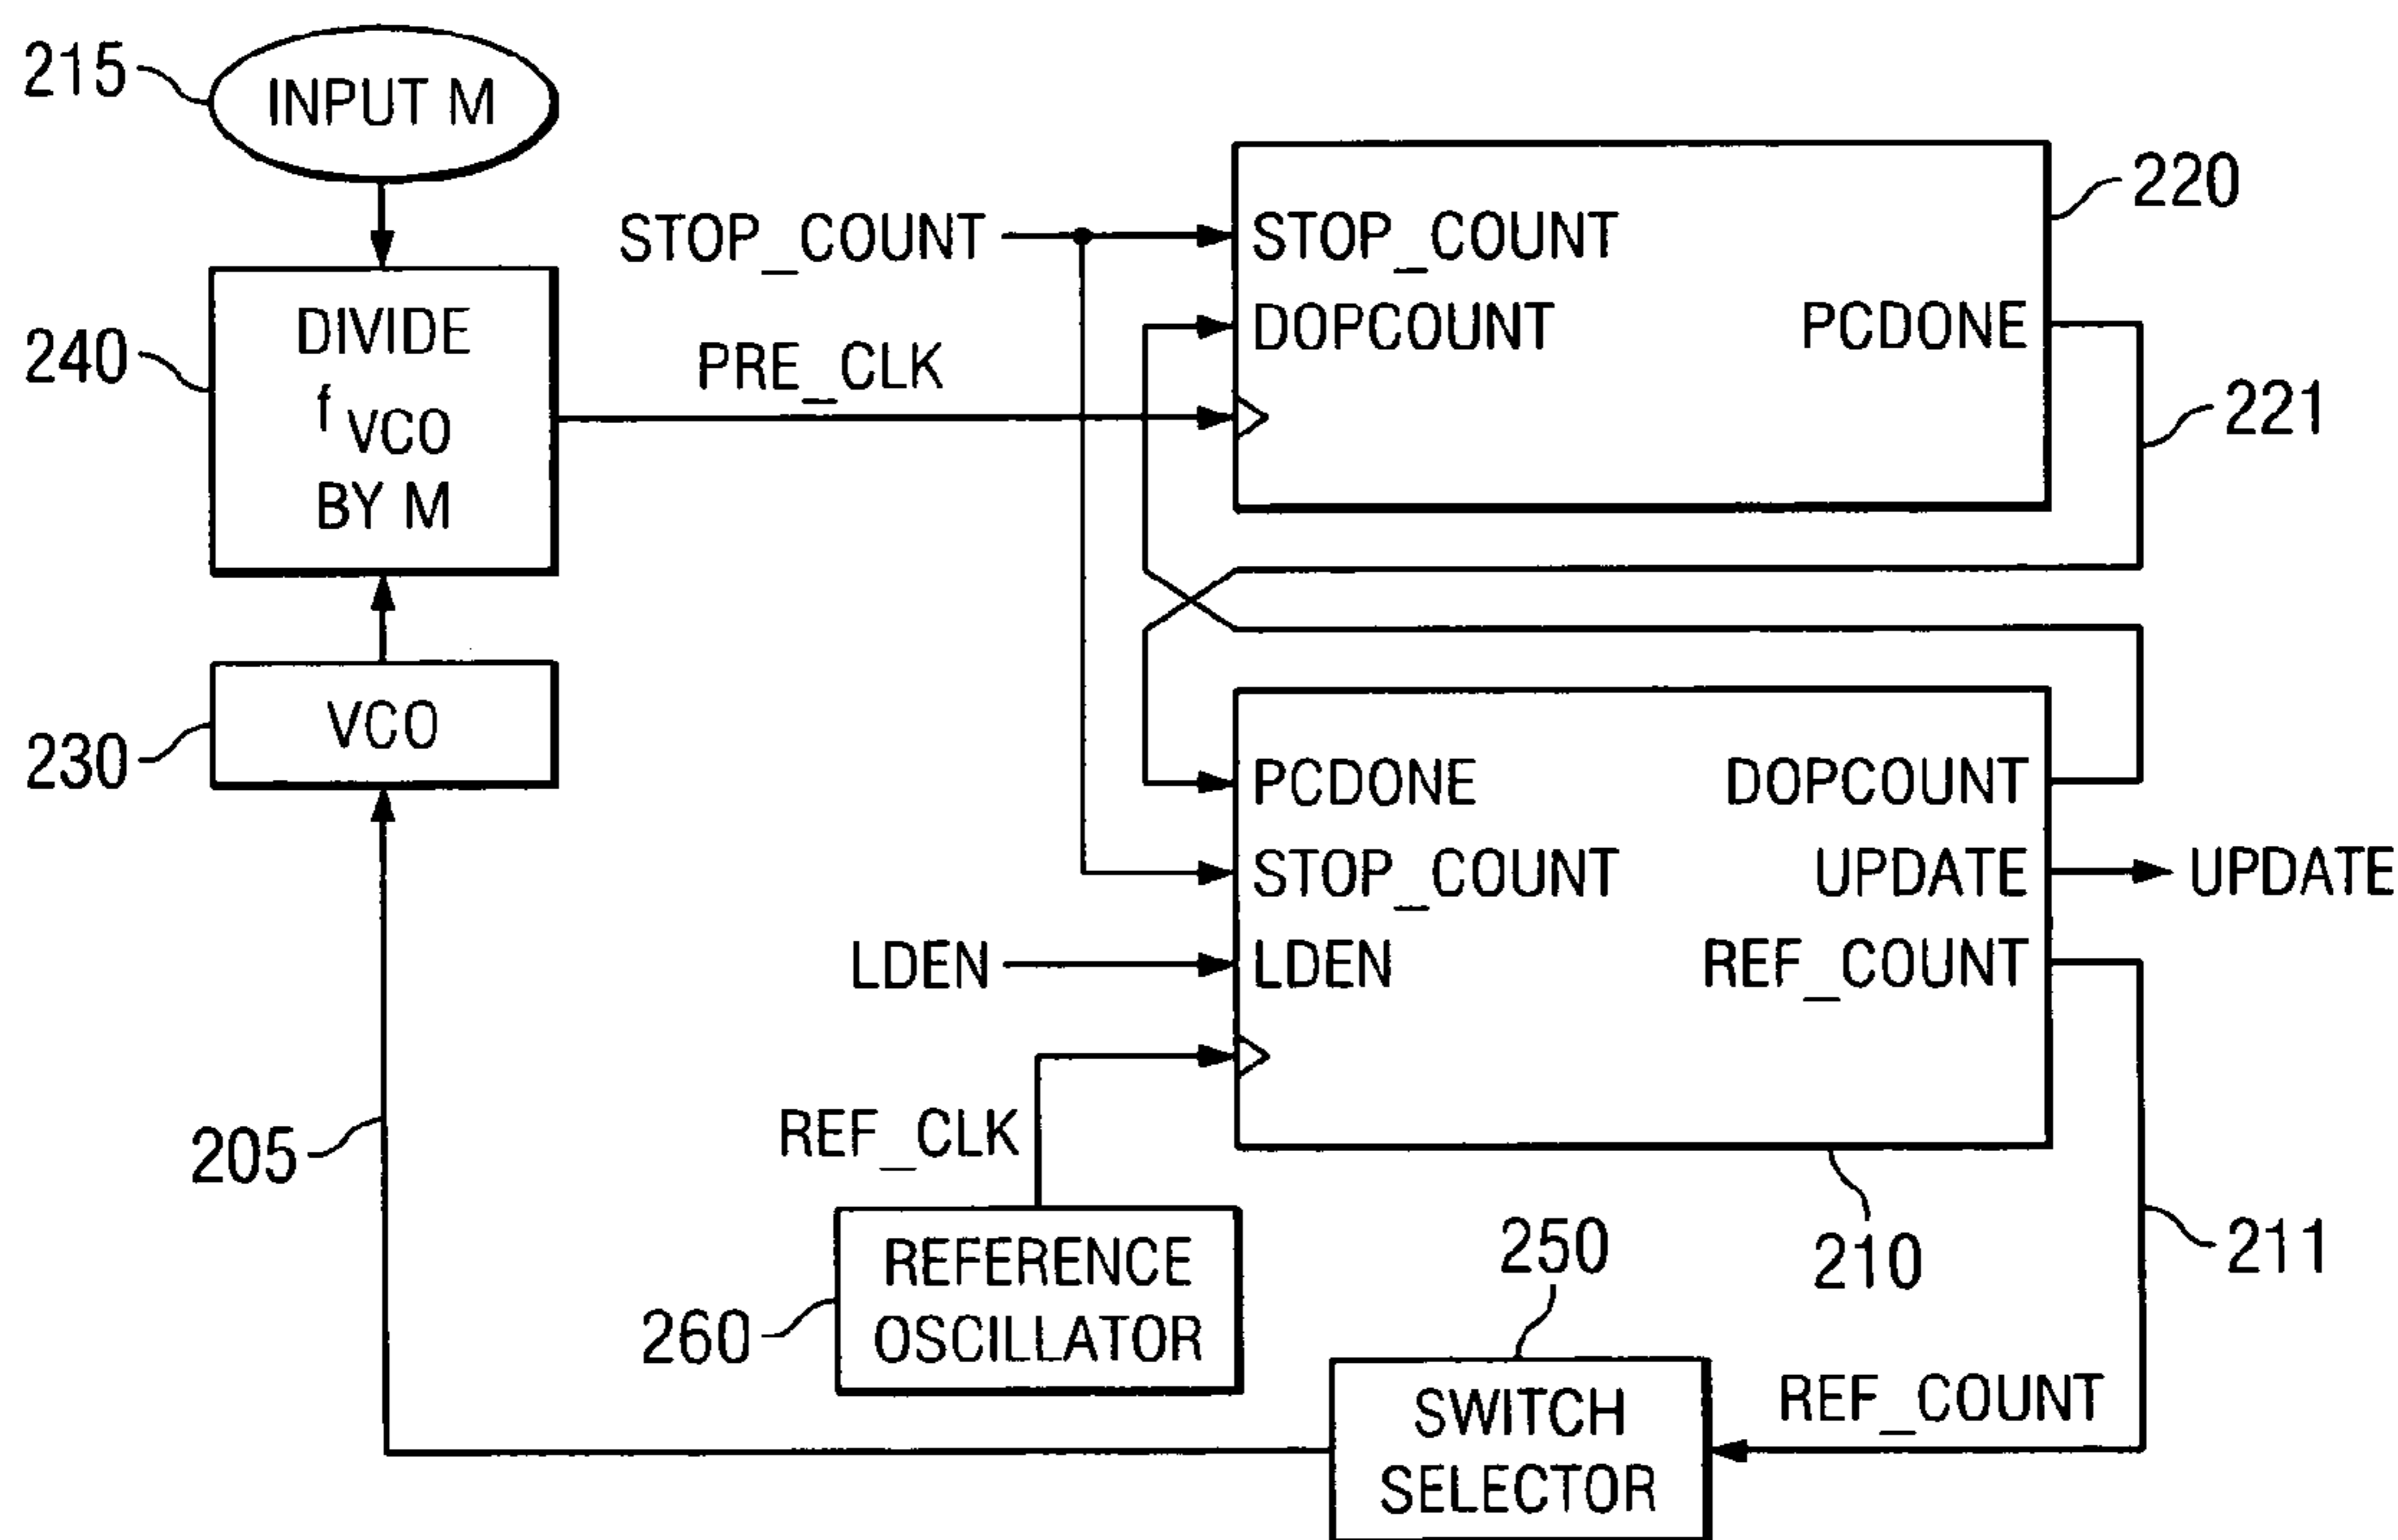 215
INPUT M
240
DIVIDE
f VCO
BY M
230
VCO
205
STOP_COUNT
PRE_CLK
STOP_COUNT
DOPCOUNT
PCDONE
220
221
PCDONE
STOP_COUNT
LDEN
LDEN
DOPCOUNT
UPDATE
UPDATE
REF_COUNT
REF_CLK
210
211
260
REFERENCE
OSCILLATOR
250
SWITCH
SELECTOR
REF_COUNT